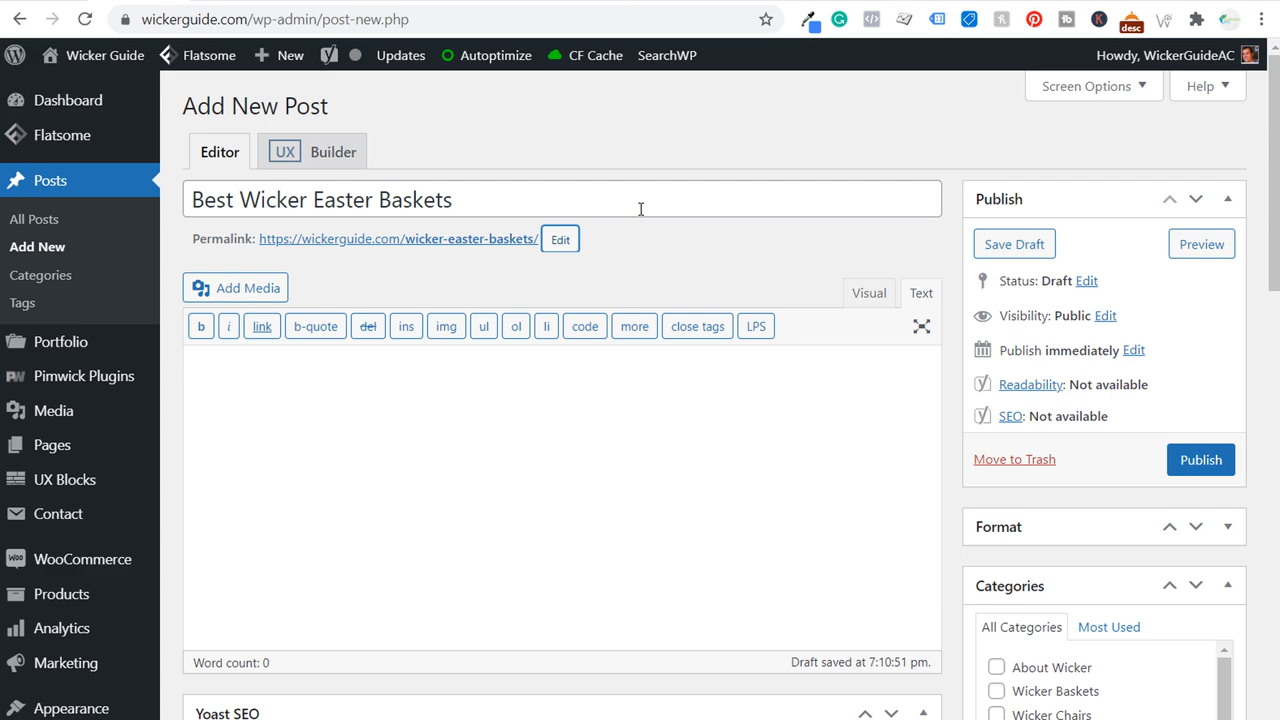 wickerguide.com/wp-admin/post-new.php
desc
Wicker Guide Flatsome New Updates Autoptimize CF Cache SearchWP Howdy, WickerGuideAC
Screen Options Help
Dashboard
Flatsome
Posts
All Posts
Add New
Categories
Tags
Portfolio
Pimwick Plugins
Media
Pages
UX Blocks
Contact
WooCommerce
Products
Analytics
Marketing
Appearance
Add New Post
Editor UX Builder
Best Wicker Easter Baskets
Permalink: https://wickerguide.com/wicker-easter-baskets/ Edit
Add Media Visual Text
b i link b-quote del ins img ul ol li code more close tags LPS
Word count: 0 Draft saved at 7:10:51 pm.
Yoast SEO
Publish
Save Draft Preview
Status: Draft Edit
Visibility: Public Edit
Publish immediately Edit
Readability: Not available
SEO: Not available
Move to Trash Publish
Format
Categories
All Categories Most Used
About Wicker
Wicker Baskets
Wicker Chairs